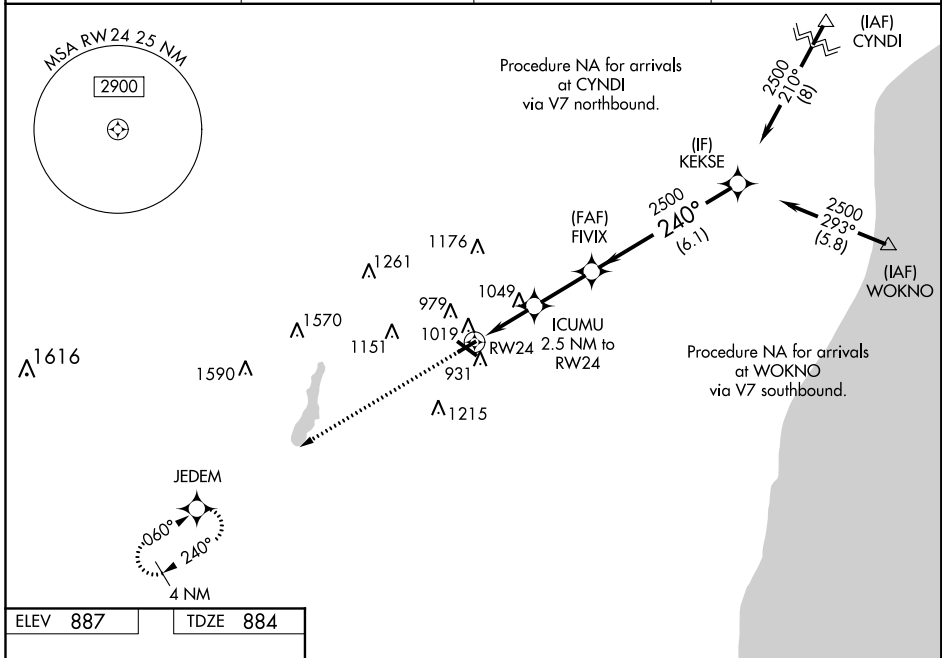 MSA RW24 25 NM
2900
Procedure NA for arrivals
at CYNDI
via V7 northbound.
(IAF)
CYNDI
2500
210°
(8)
(IF)
KEKSE
2500
240°
(6.1)
2500
293°
(5.8)
(IAF)
WOKNO
(FAF)
FIVIX
1176
1261
1049
979
1570
1151
1019
RW24
ICUMU
2.5 NM to
RW24
931
1616
1590
1215
Procedure NA for arrivals
at WOKNO
via V7 southbound.
JEDEM
060°
240°
4 NM
ELEV 887
TDZE 884